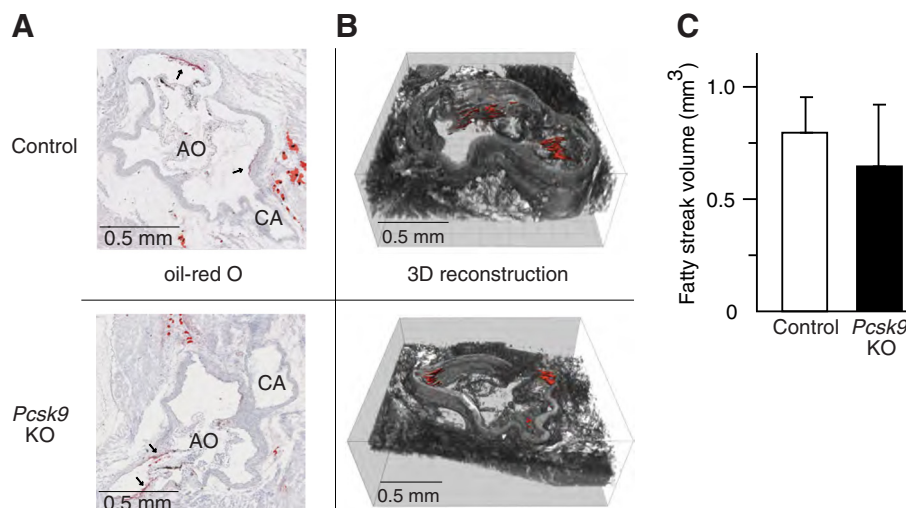 A
B
C
Control
AO
CA
0.5 mm
0.5 mm
oil-red O
3D reconstruction
Pcsk9
KO
CA
AO
0.5 mm
0.5 mm
Fatty streak volume (mm3)
1.0
0.5
0
Control
Pcsk9
KO